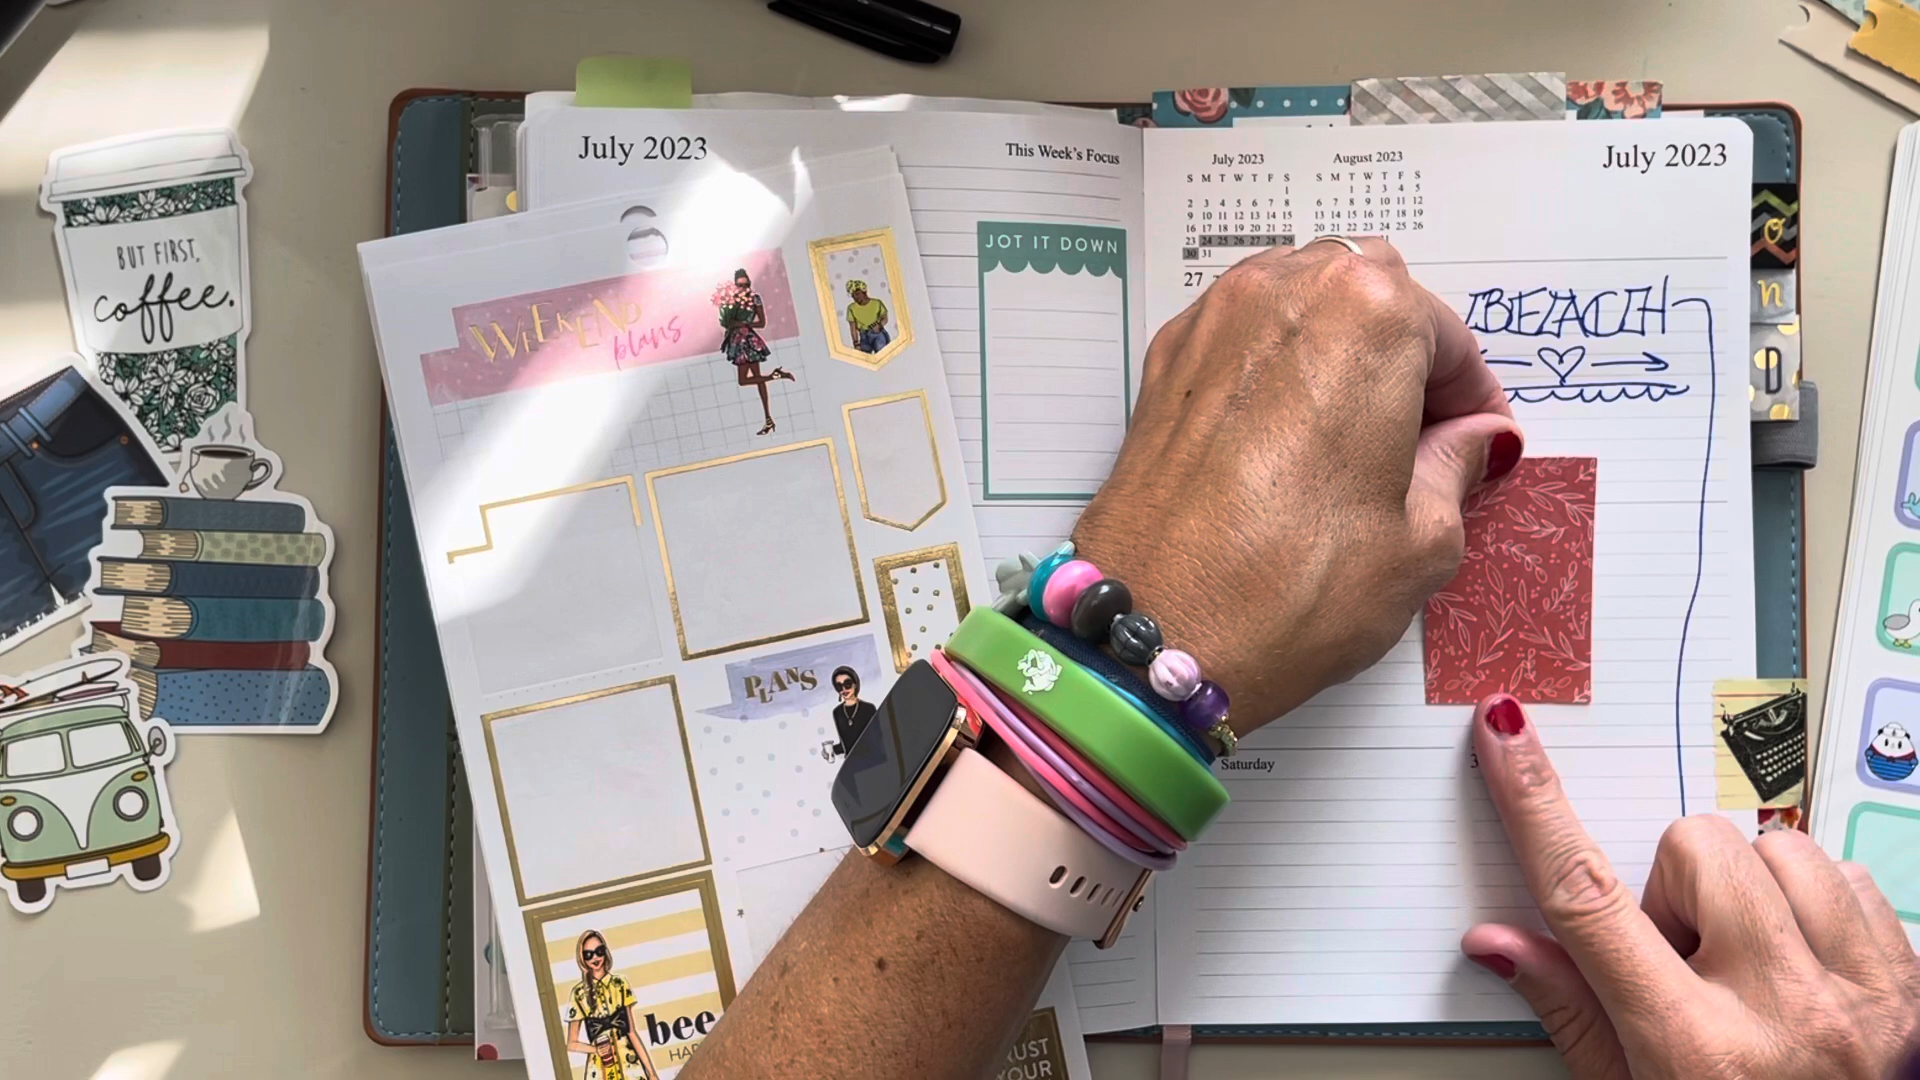 BUT FIRST,
coffee.
July 2023
This Week's Focus
WEEKEND
plans
JOT IT DOWN
PLANS
bee
July 2023
S M T W T F S
1
2 3 4 5 6 7 8
9 10 11 12 13 14 15
16 17 18 19 20 21 22
23 24 25 26 27 28 29
30 31
August 2023
S M T W T F S
1 2 3 4 5
6 7 8 9 10 11 12
13 14 15 16 17 18 19
20 21 22 23 24 25 26
July 2023
27
BEACH
Saturday
o
n